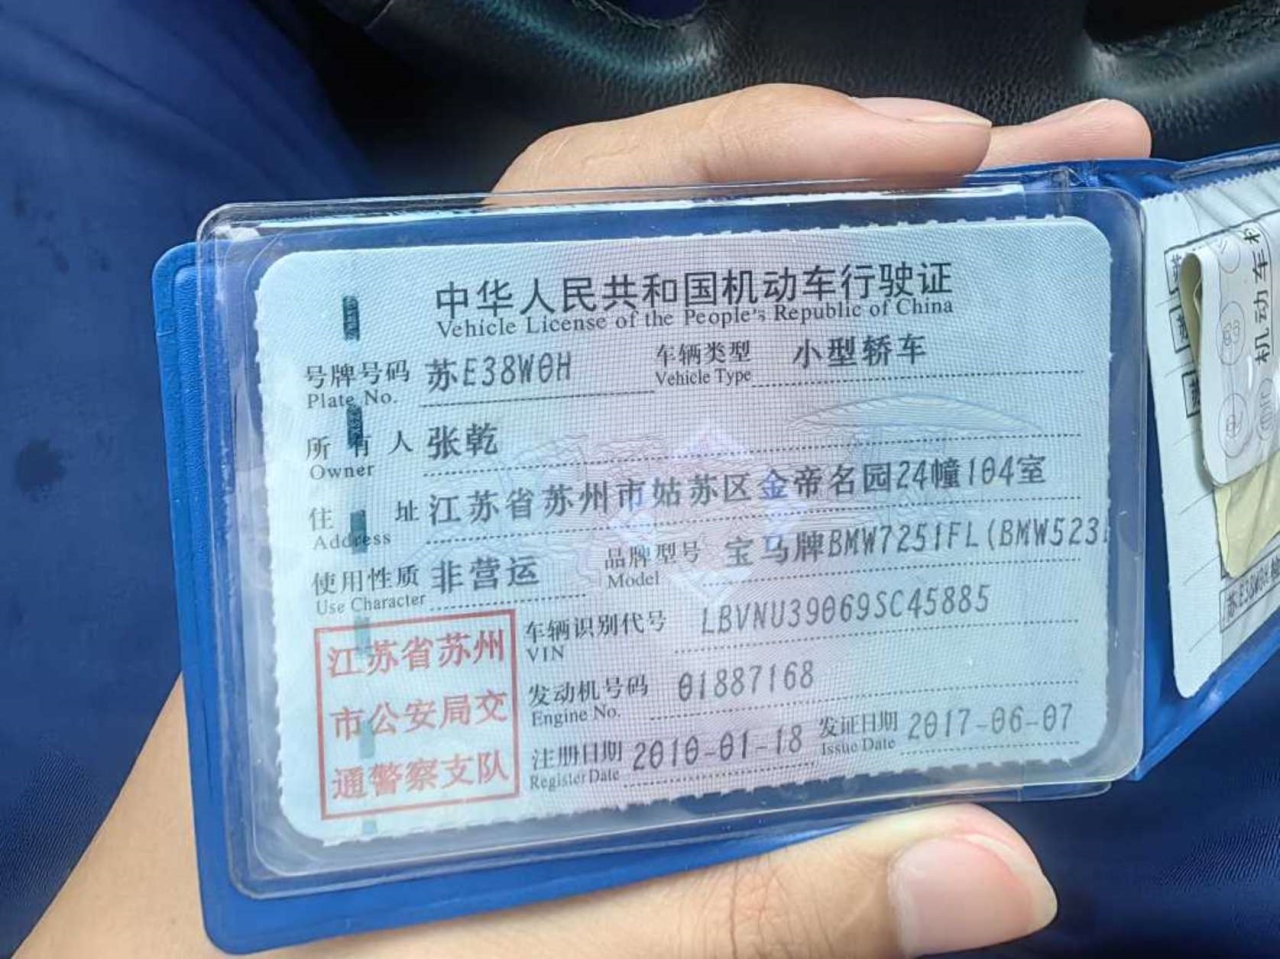 中华人民共和国机动车行驶证
Vehicle License of the People's Republic of China
号牌号码 苏E38W0H 车辆类型 小型轿车
Plate No. Vehicle Type
所有人 张乾
Owner
住址 江苏省苏州市姑苏区金帝名园24幢104室
Address
使用性质 非营运 品牌型号 宝马牌BMW7251FL(BMW523
Use Character Model
车辆识别代号 LBVNU39069SC45885
VIN
发动机号码 01887168
Engine No.
注册日期 2010-01-18 发证日期 2017-06-07
Register Date Issue Date
江苏省苏州
市公安局交
通警察支队
机动车